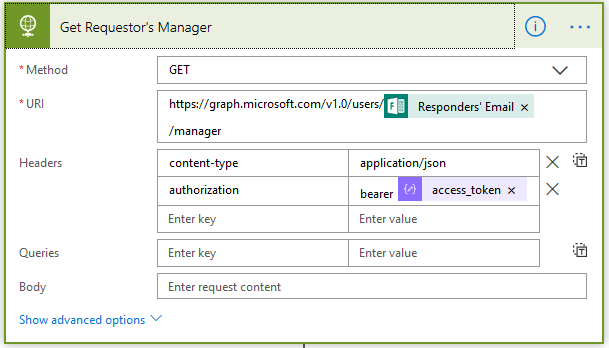 Get Requestor's Manager
* Method
GET
* URI
https://graph.microsoft.com/v1.0/users/ Responders' Email ×
/manager
Headers
content-type
application/json
authorization
bearer access_token ×
Enter key
Enter value
Queries
Enter key
Enter value
Body
Enter request content
Show advanced options